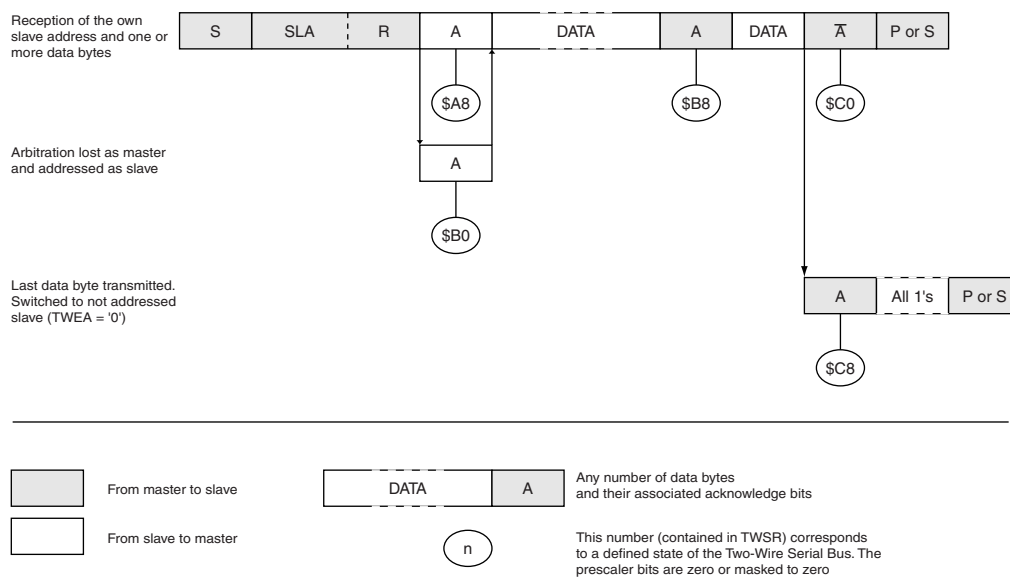 Reception of the own
slave address and one or
more data bytes
S SLA R A DATA A DATA A̅ P or S
$A8 $B8 $C0
Arbitration lost as master
and addressed as slave
A
$B0
Last data byte transmitted.
Switched to not addressed
slave (TWEA = '0')
A All 1's P or S
$C8
From master to slave
DATA A
Any number of data bytes
and their associated acknowledge bits
From slave to master
n
This number (contained in TWSR) corresponds
to a defined state of the Two-Wire Serial Bus. The
prescaler bits are zero or masked to zero